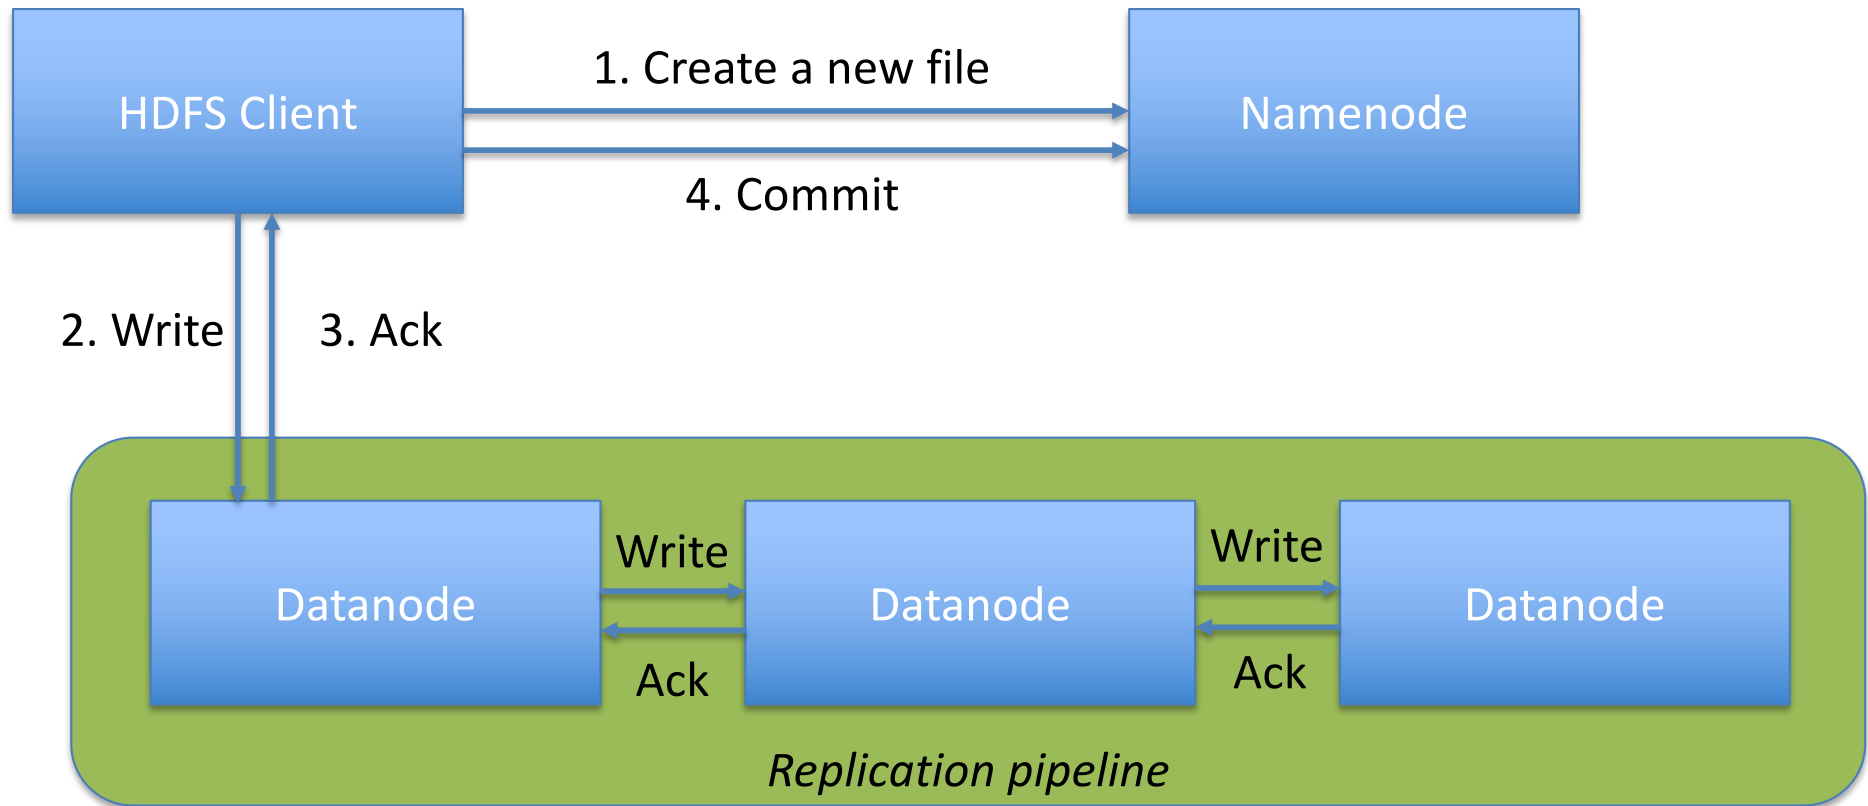 HDFS Client
1. Create a new file
Namenode
4. Commit
2. Write
3. Ack
Datanode
Write
Ack
Datanode
Write
Ack
Datanode
Replication pipeline